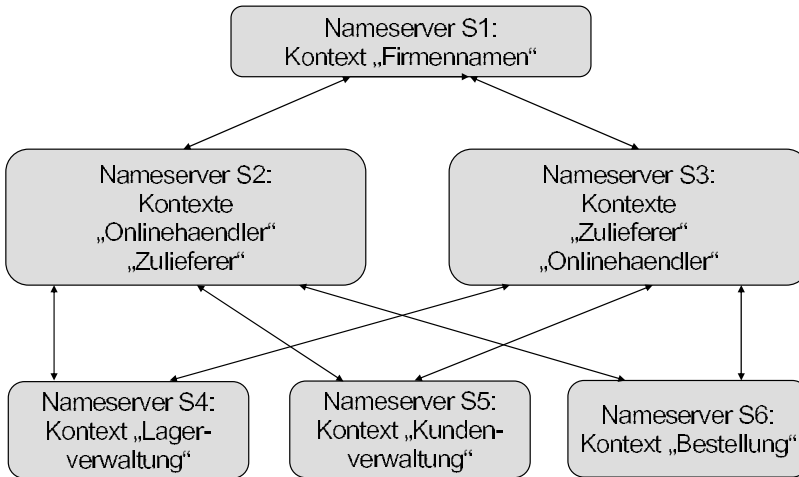 Nameserver S1:
Kontext „Firmennamen“
Nameserver S2:
Kontexte
„Onlinehaendler“
„Zulieferer“
Nameserver S3:
Kontexte
„Zulieferer“
„Onlinehaendler“
Nameserver S4:
Kontext „Lager-
verwaltung“
Nameserver S5:
Kontext „Kunden-
verwaltung“
Nameserver S6:
Kontext „Bestellung“